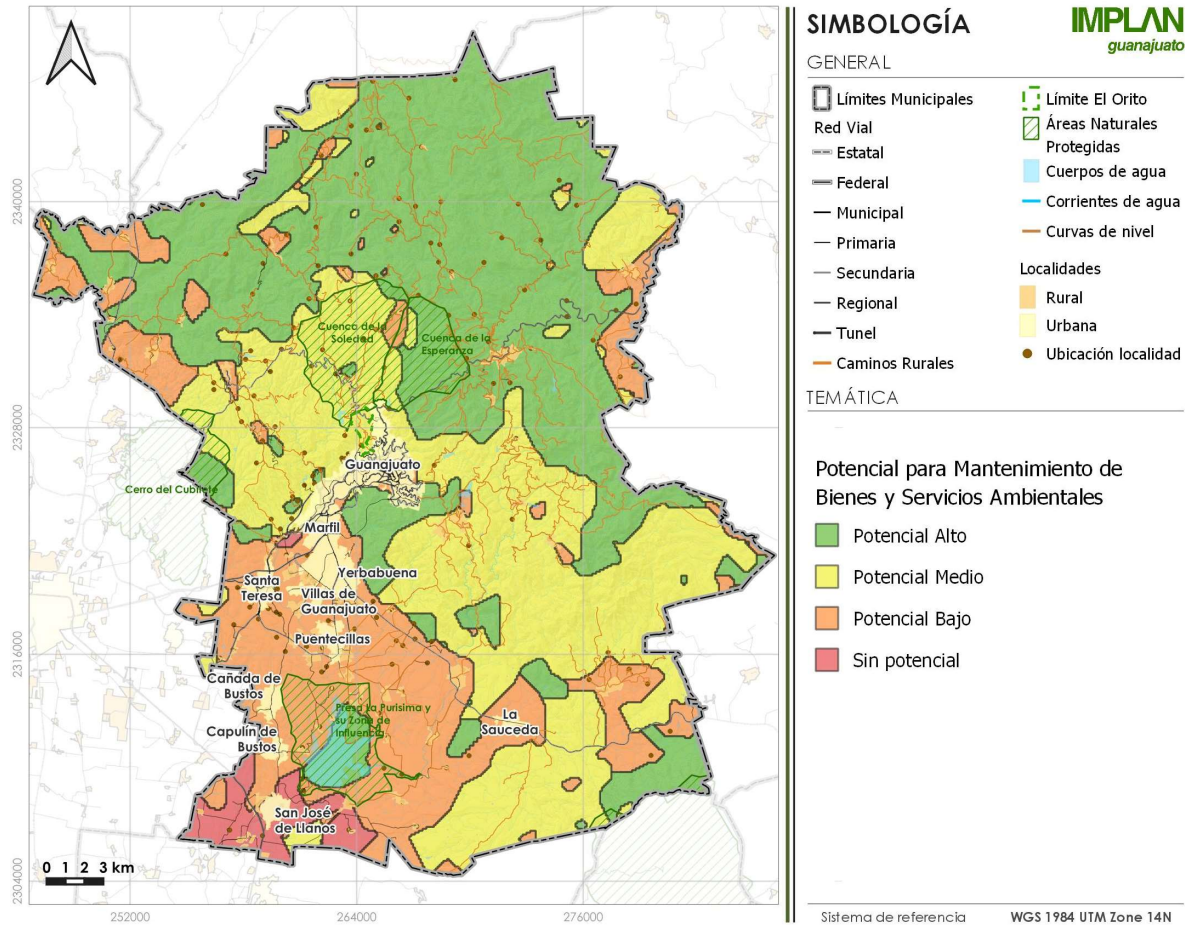 SIMBOLOGÍA
IMPLAN
guanajuato
GENERAL
Límites Municipales
Red Vial
Estatal
Federal
Municipal
Primaria
Secundaria
Regional
Tunel
Caminos Rurales
Límite El Orito
Áreas Naturales
Protegidas
Cuerpos de agua
Corrientes de agua
Curvas de nivel
Localidades
Rural
Urbana
Ubicación localidad
TEMÁTICA
Potencial para Mantenimiento de
Bienes y Servicios Ambientales
Potencial Alto
Potencial Medio
Potencial Bajo
Sin potencial
Sistema de referencia
WGS 1984 UTM Zone 14N
2340000
2328000
2316000
2304000
252000
264000
276000
0 1 2 3 km
Cuenca de la
Soledad
Cuenca de la
Esperanza
Guanajuato
Cerro del Cubilete
Marfil
Santa
Teresa
Yerbabuena
Villas de
Guanajuato
Puentecillas
Cañada de
Bustos
Presa La Purisima y
su Zona de
Influencia
La
Sauceda
Capulín de
Bustos
San José
de Llanos